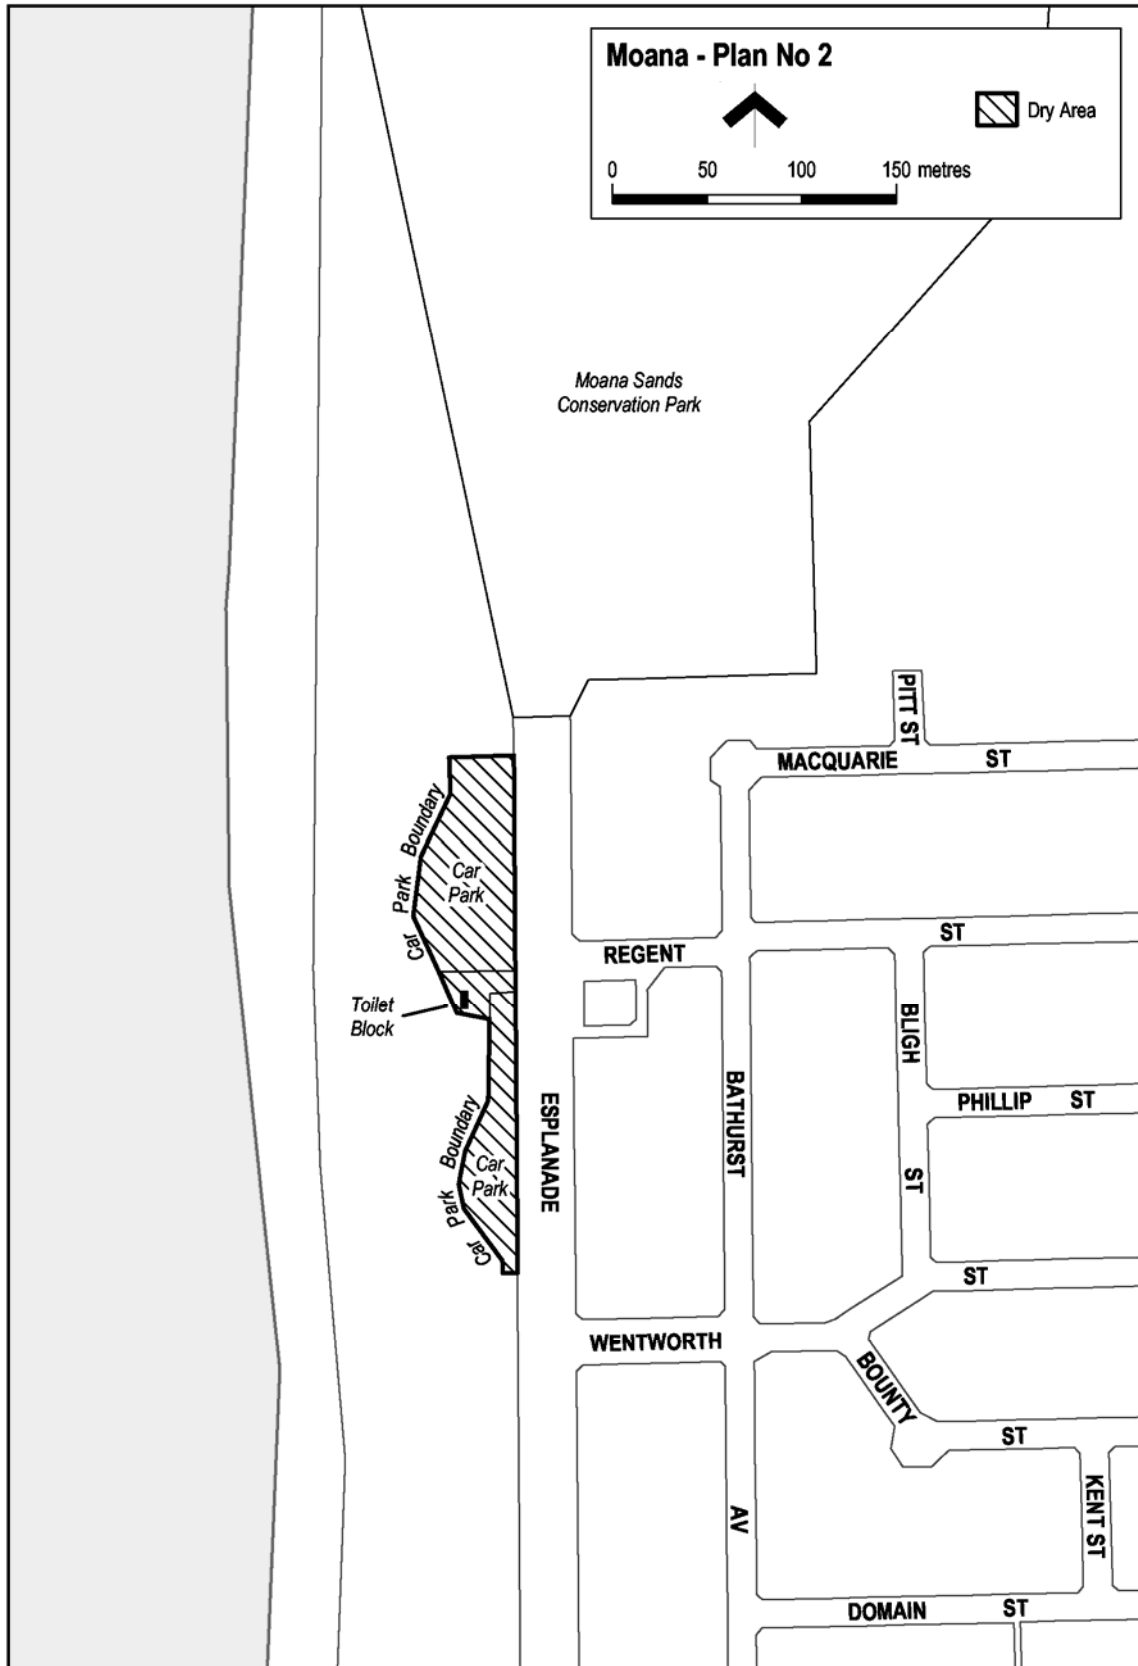 Moana - Plan No 2
Dry Area
0 50 100 150 metres
Moana Sands
Conservation Park
PITT ST
MACQUARIE ST
Car Park Boundary
Car
Park
REGENT ST
Toilet
Block
BLIGH ST
ESPLANADE
BATHURST AV
PHILLIP ST
Car Park Boundary
Car
Park
WENTWORTH ST
BOUNTY ST
KENT ST
DOMAIN ST